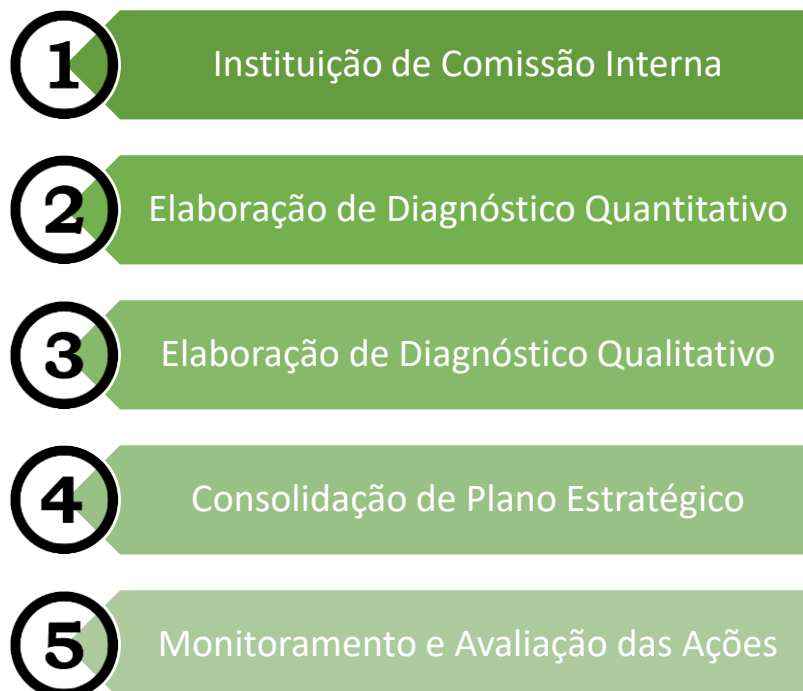 1 Instituição de Comissão Interna
2 Elaboração de Diagnóstico Quantitativo
3 Elaboração de Diagnóstico Qualitativo
4 Consolidação de Plano Estratégico
5 Monitoramento e Avaliação das Ações